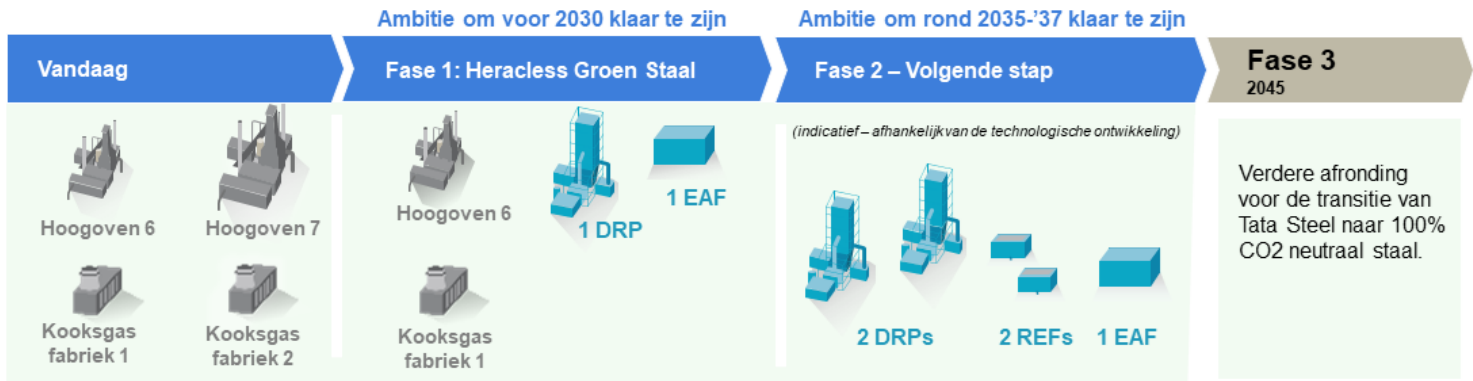 Ambitie om voor 2030 klaar te zijn
Ambitie om rond 2035-’37 klaar te zijn
Vandaag
Fase 1: Heracless Groen Staal
Fase 2 – Volgende stap
Fase 3
2045
Hoogoven 6
Hoogoven 7
Kooksgas
fabriek 1
Kooksgas
fabriek 2
Hoogoven 6
1 DRP
1 EAF
Kooksgas
fabriek 1
(indicatief – afhankelijk van de technologische ontwikkeling)
2 DRPs
2 REFs
1 EAF
Verdere afronding
voor de transitie van
Tata Steel naar 100%
CO2 neutraal staal.